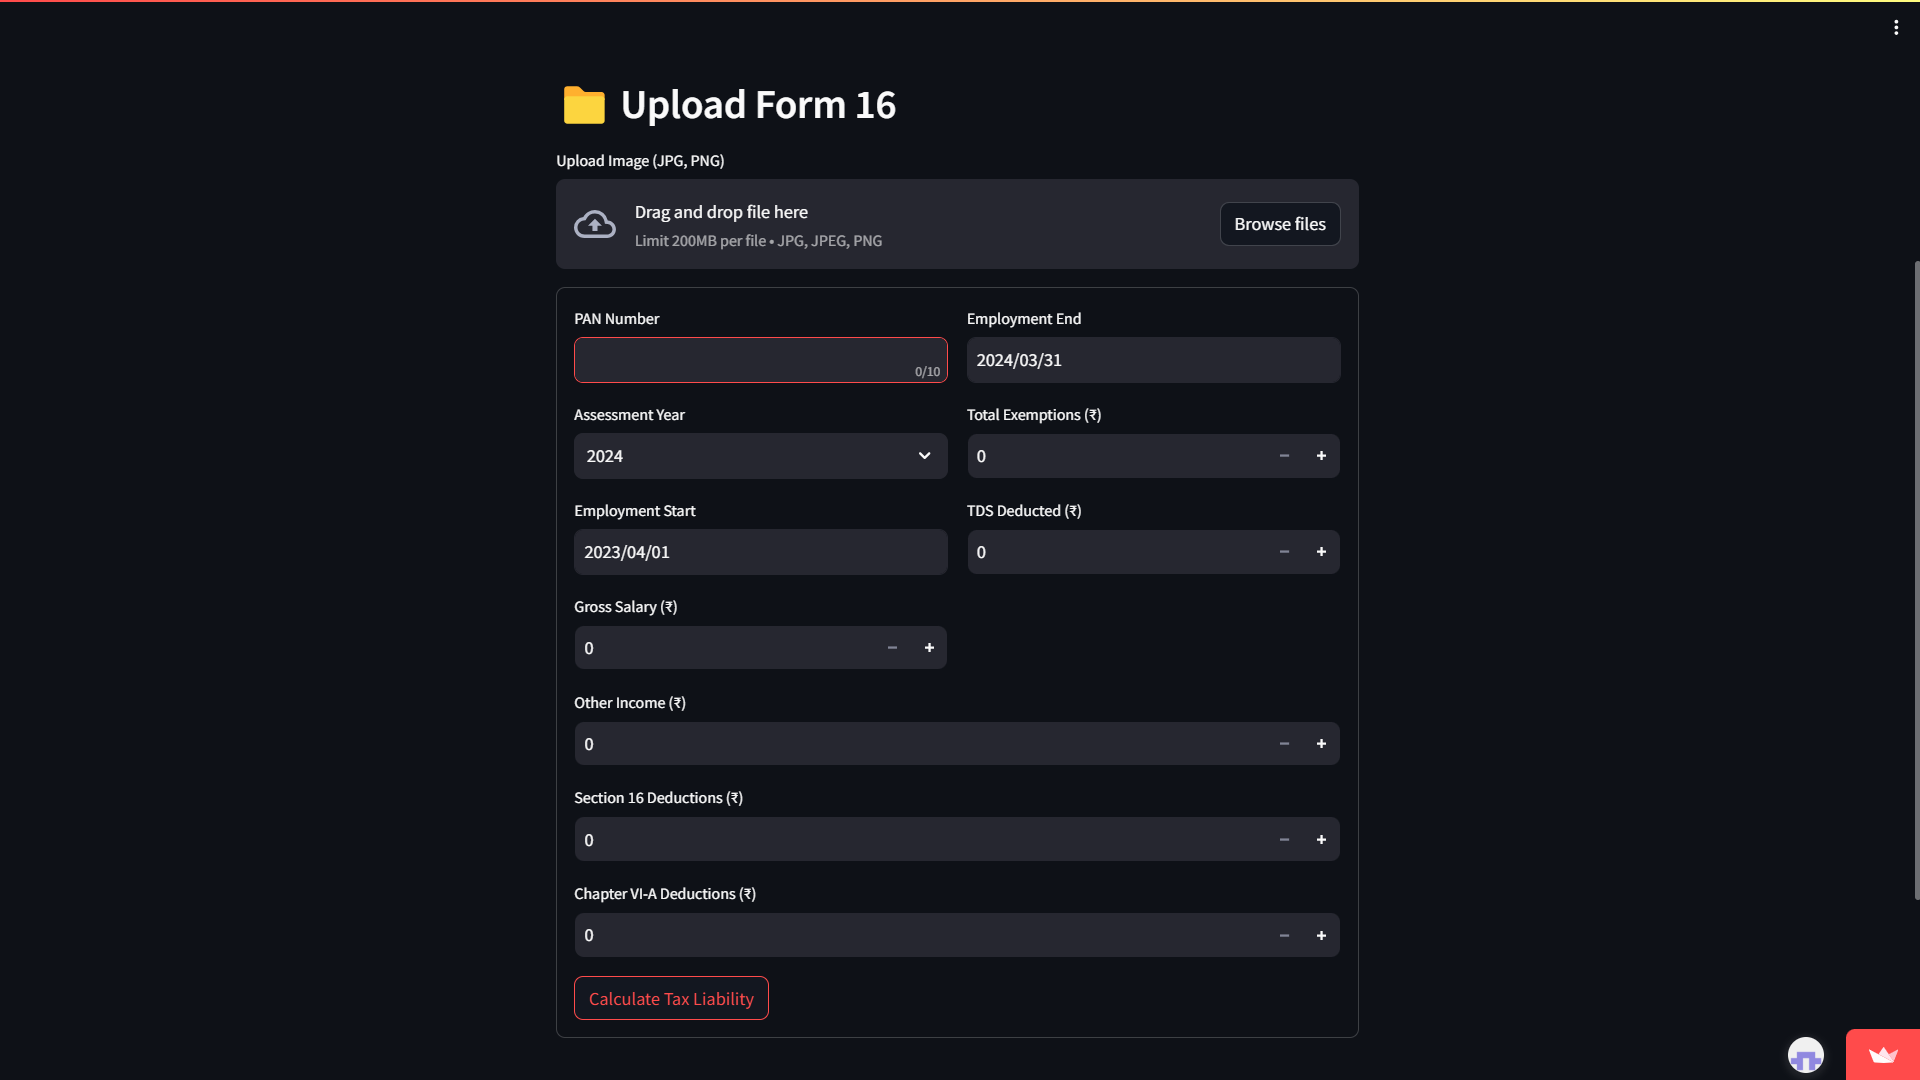 Upload Form 16
Upload Image (JPG, PNG)
Drag and drop file here
Limit 200MB per file • JPG, JPEG, PNG
Browse files
PAN Number
0/10
Employment End
2024/03/31
Assessment Year
2024
Total Exemptions (₹)
0
Employment Start
2023/04/01
TDS Deducted (₹)
0
Gross Salary (₹)
0
Other Income (₹)
0
Section 16 Deductions (₹)
0
Chapter VI-A Deductions (₹)
0
Calculate Tax Liability